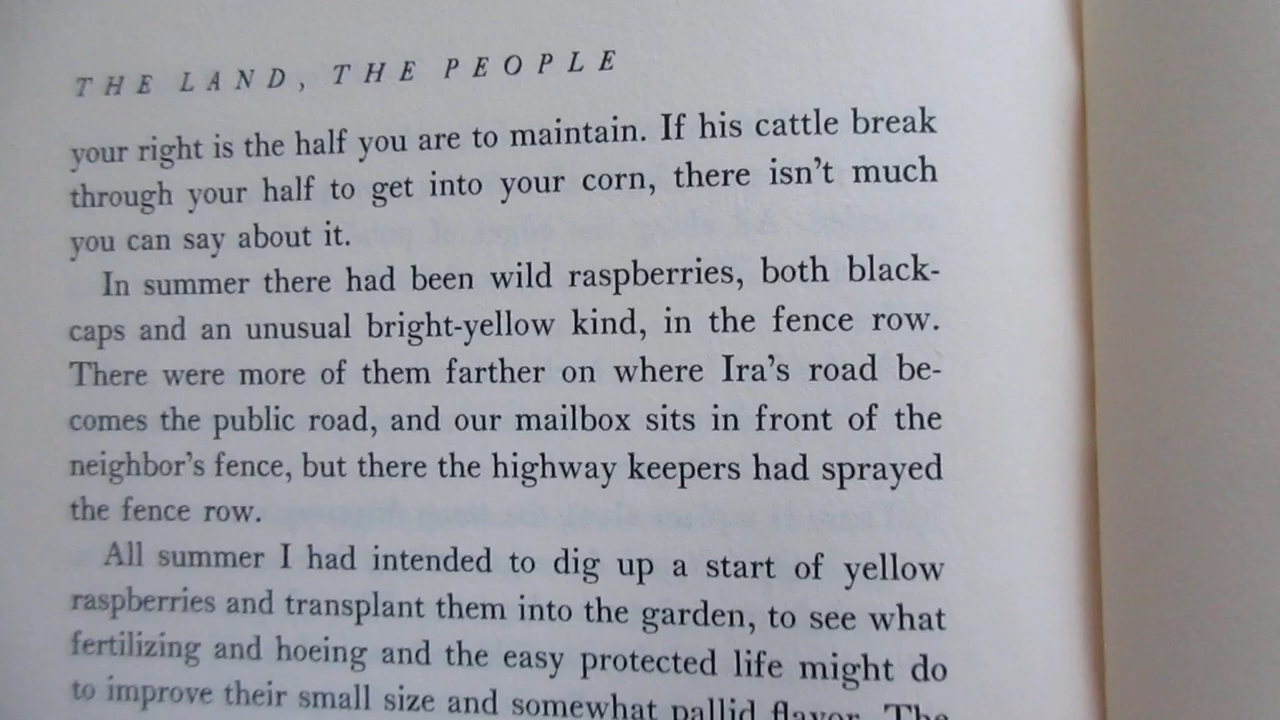 THE LAND, THE PEOPLE
your right is the half you are to maintain. If his cattle break
through your half to get into your corn, there isn't much
you can say about it.
In summer there had been wild raspberries, both black-
caps and an unusual bright-yellow kind, in the fence row.
There were more of them farther on where Ira's road be-
comes the public road, and our mailbox sits in front of the
neighbor's fence, but there the highway keepers had sprayed
the fence row.
All summer I had intended to dig up a start of yellow
raspberries and transplant them into the garden, to see what
fertilizing and hoeing and the easy protected life might do
to improve their small size and somewhat pallid flavor. The